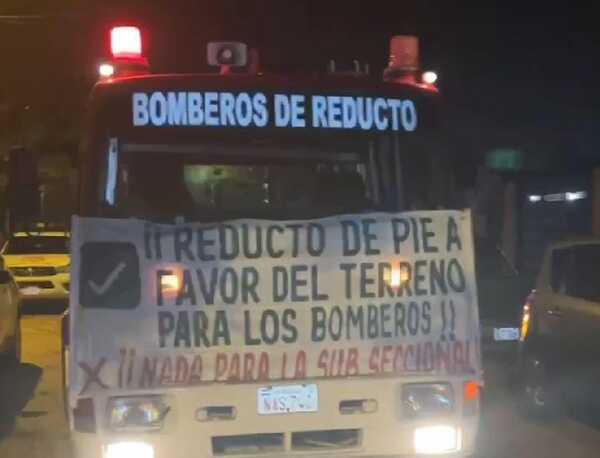 BOMBEROS DE REDUCTO
¡¡REDUCTO DE PIE A
FAVOR DEL TERRENO
PARA LOS BOMBEROS!!
X ¡¡NADA PARA LA SUB SECCIONAL